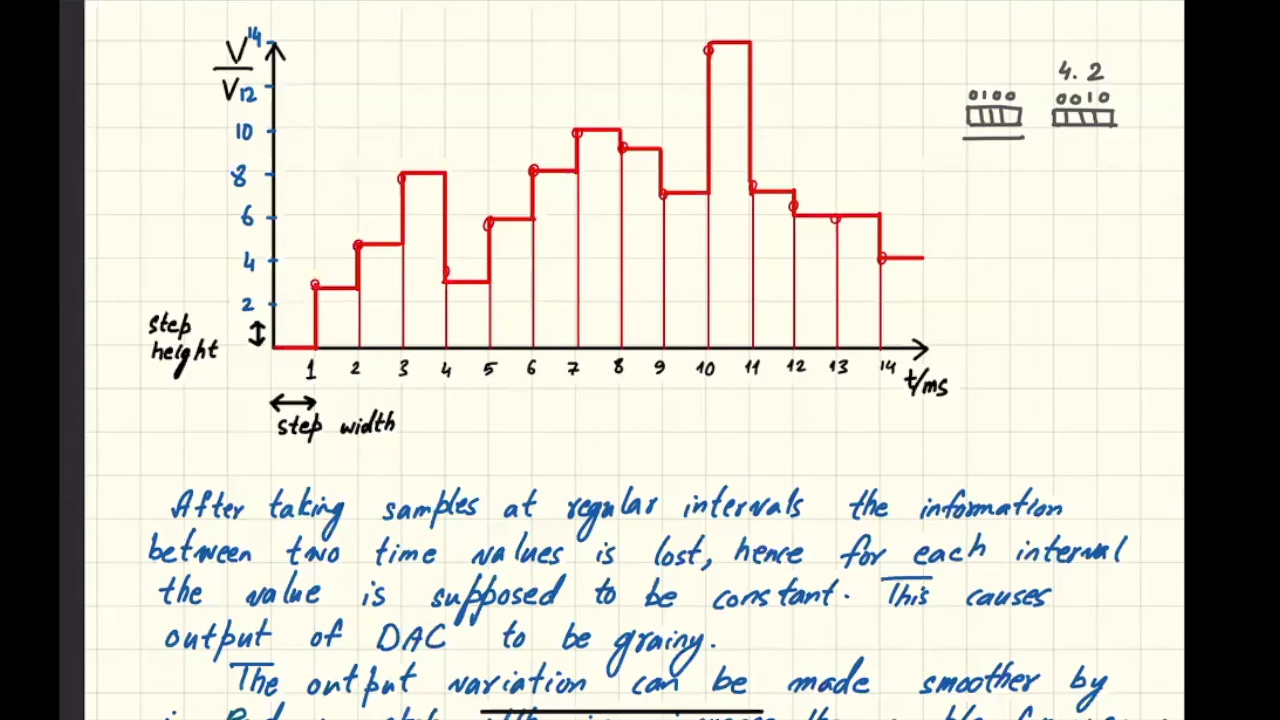 V/V
14
12
10
8
6
4
2
step
height
1 2 3 4 5 6 7 8 9 10 11 12 13 14
t/ms
step width
4.2
0100 0010
After taking samples at regular intervals the information
between two time values is lost, hence for each interval
the value is supposed to be constant. This causes
output of DAC to be grainy.
The output variation can be made smoother by